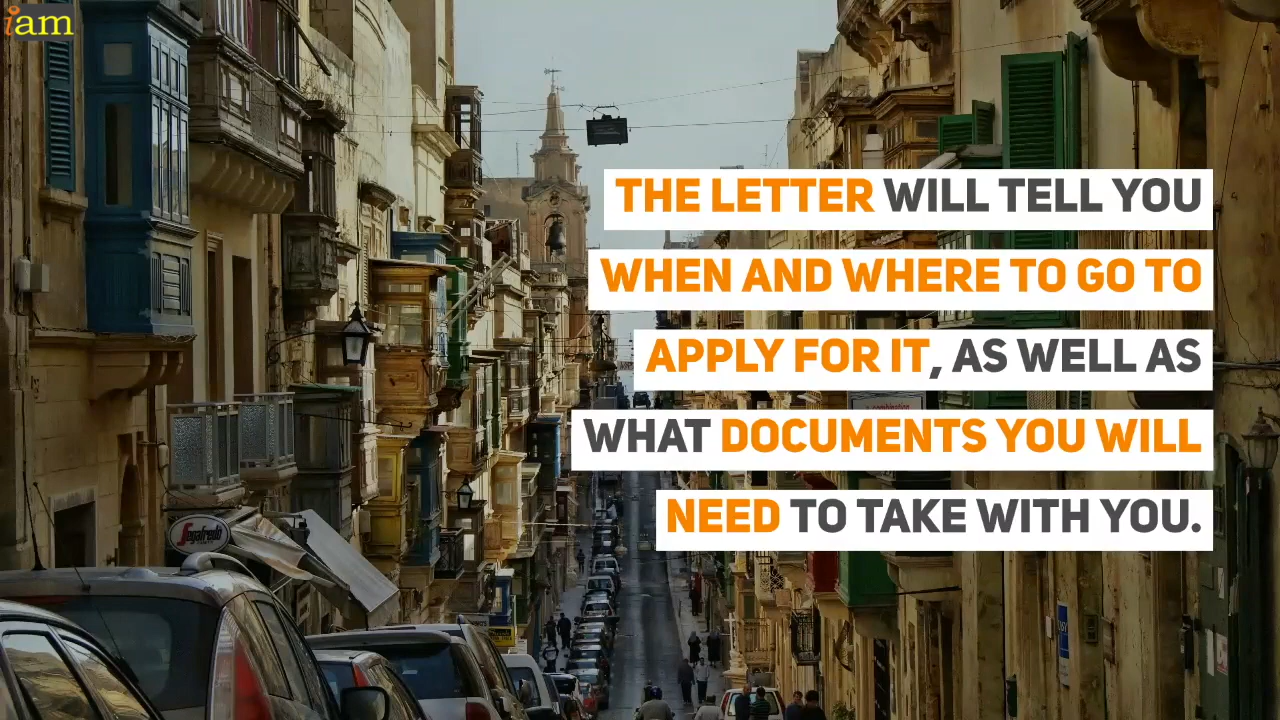 iam
THE LETTER WILL TELL YOU
WHEN AND WHERE TO GO TO
APPLY FOR IT, AS WELL AS
WHAT DOCUMENTS YOU WILL
NEED TO TAKE WITH YOU.
Segafredo